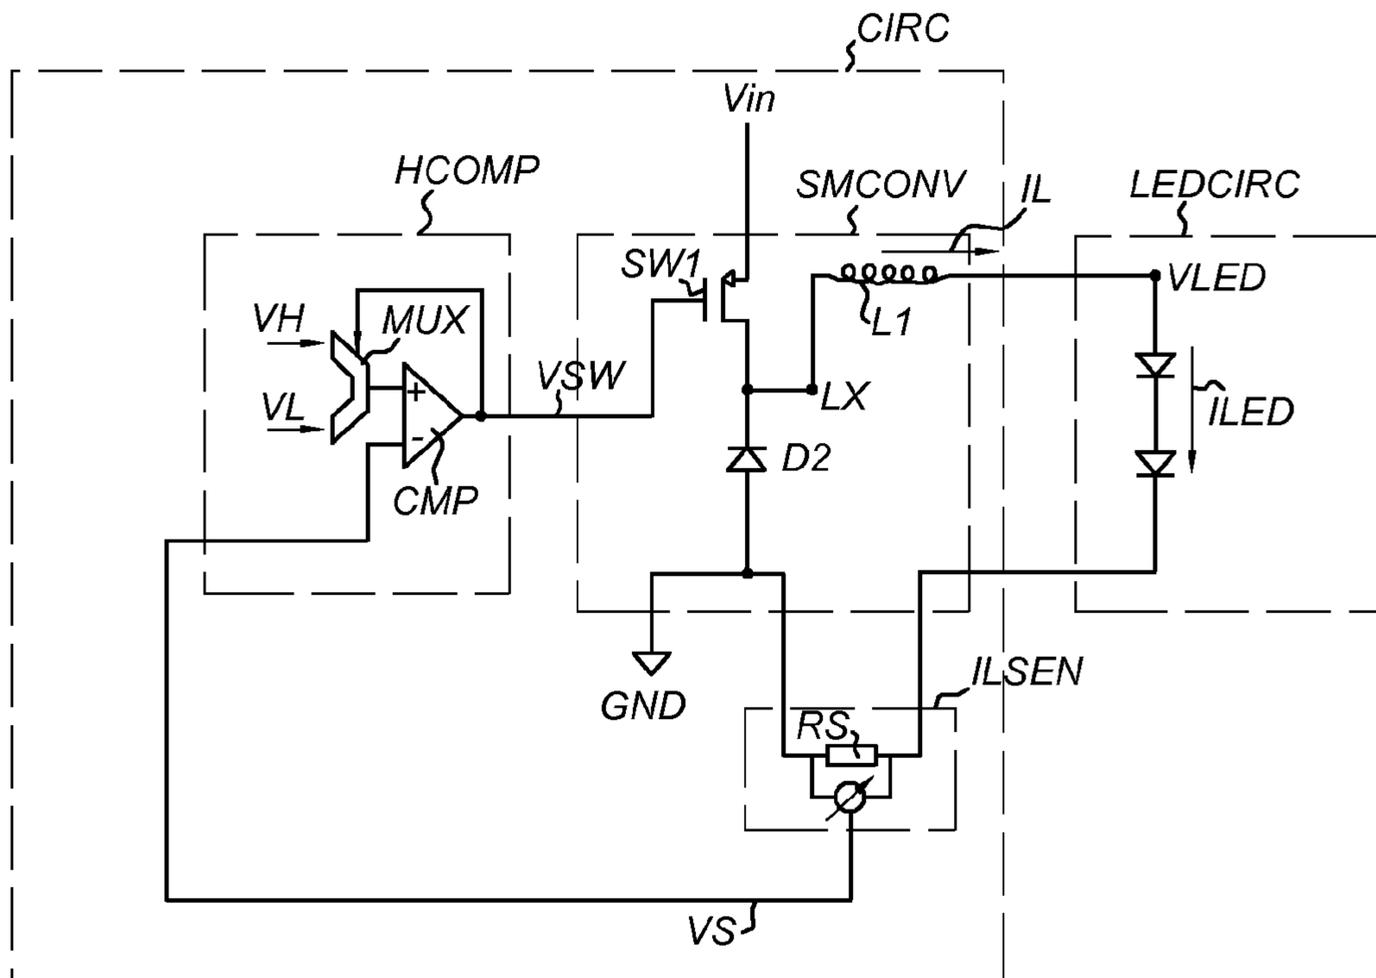 CIRC
Vin
HCOMP
SMCONV
IL
LEDCIRC
SW1
VLED
VH
MUX
L1
VSW
VL
LX
ILED
+
-
D2
CMP
ILSEN
GND
RS
VS